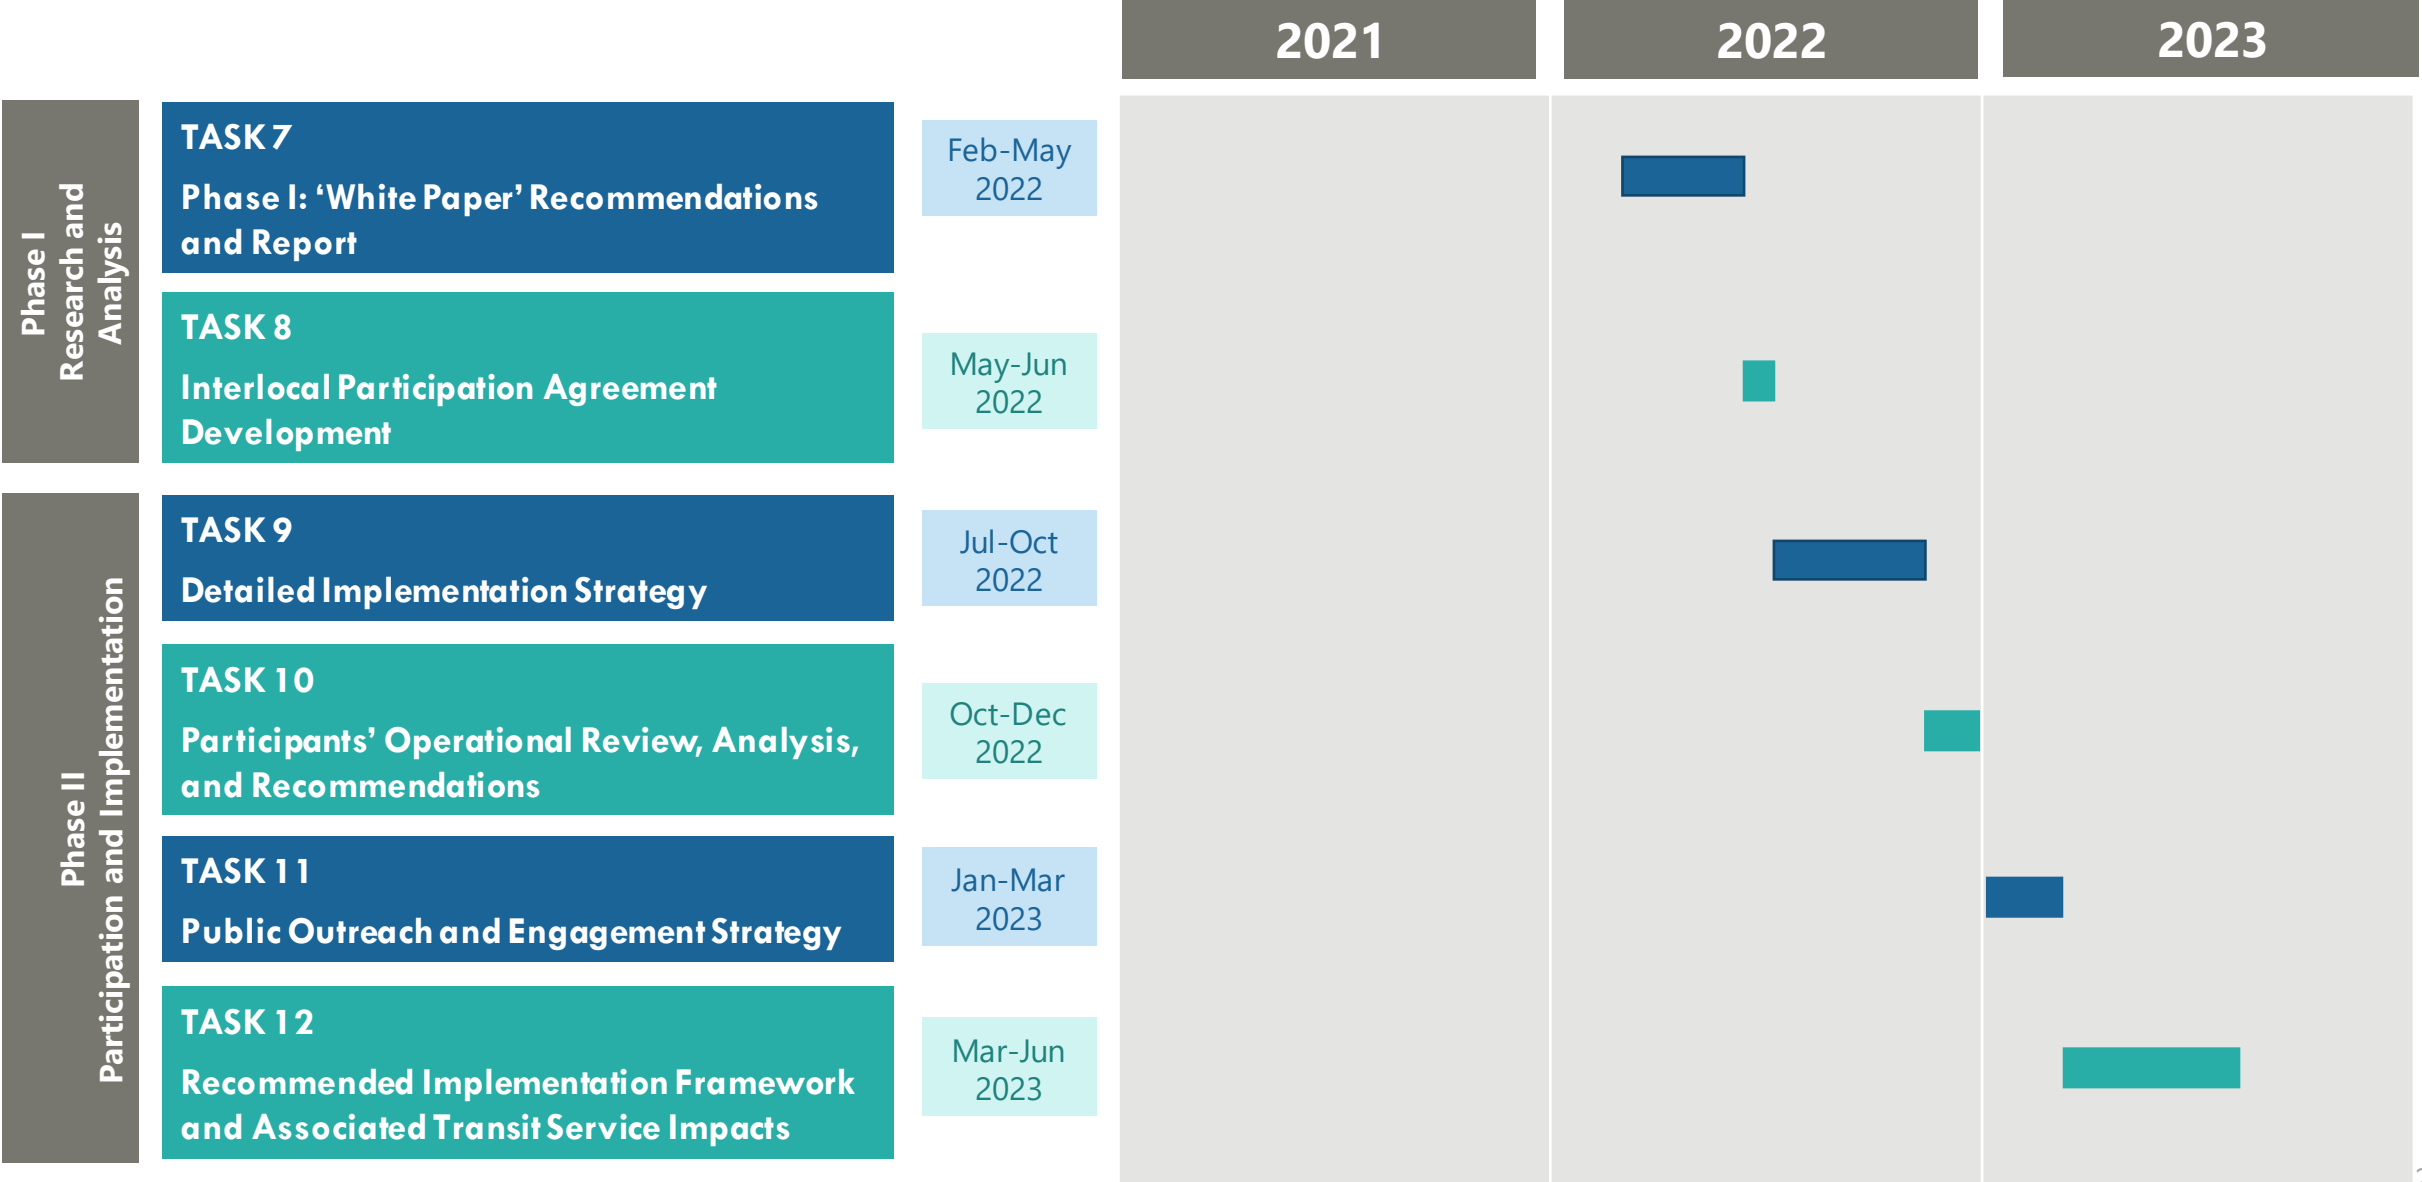 2021
2022
2023
Phase I
Research and
Analysis
TASK 7
Phase I: ‘White Paper’ Recommendations
and Report
Feb-May
2022
TASK 8
Interlocal Participation Agreement
Development
May-Jun
2022
Phase II
Participation and Implementation
TASK 9
Detailed Implementation Strategy
Jul-Oct
2022
TASK 10
Participants’ Operational Review, Analysis,
and Recommendations
Oct-Dec
2022
TASK 11
Public Outreach and Engagement Strategy
Jan-Mar
2023
TASK 12
Recommended Implementation Framework
and Associated Transit Service Impacts
Mar-Jun
2023